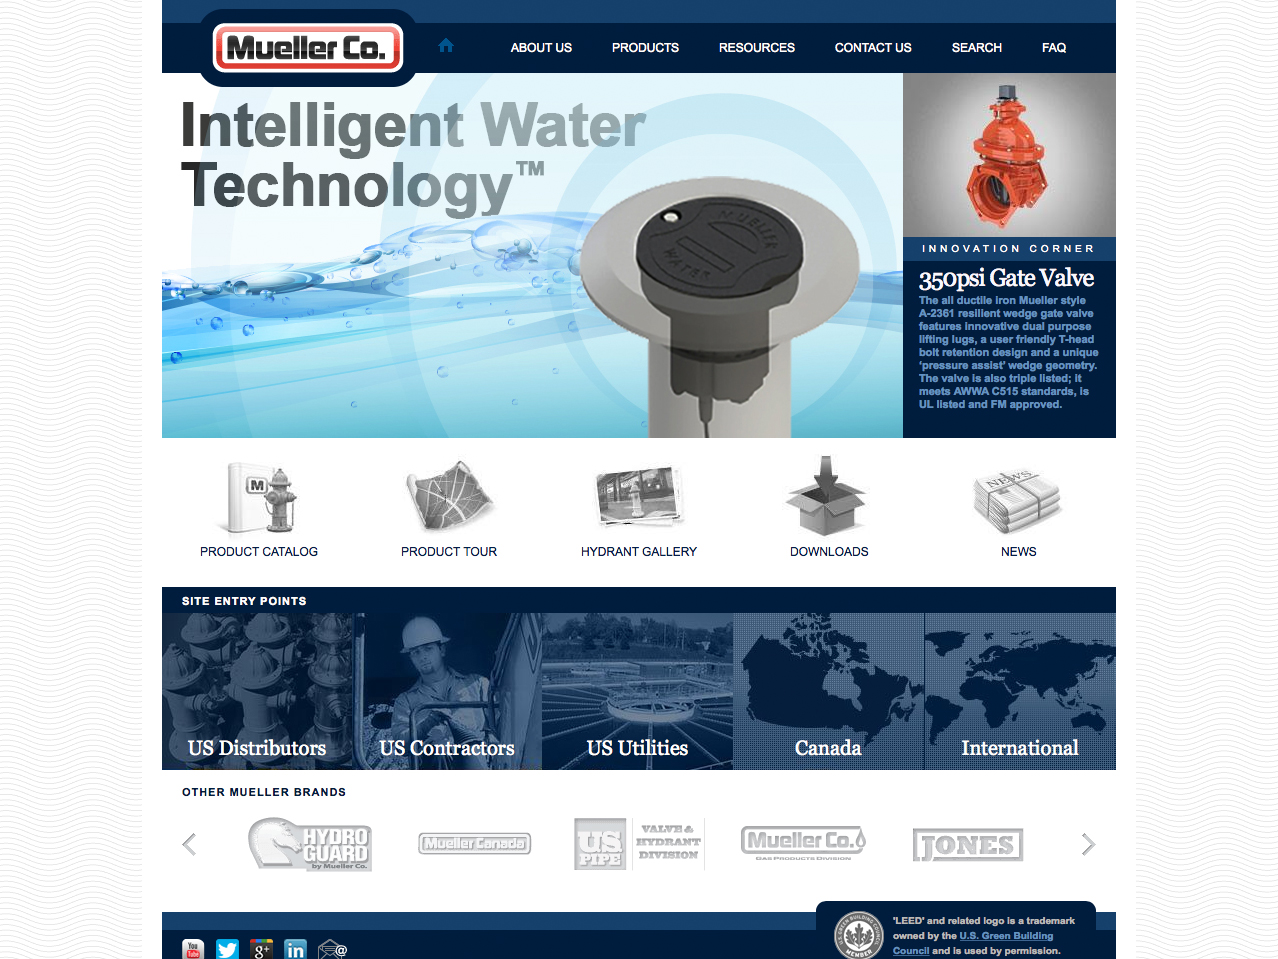 Mueller Co.
ABOUT US
PRODUCTS
RESOURCES
CONTACT US
SEARCH
FAQ
Intelligent Water
Technology™
MUELLER
WATER
INNOVATION CORNER
350psi Gate Valve
The all ductile iron Mueller style
A-2361 resilient wedge gate valve
features innovative dual purpose
lifting lugs, a user friendly T-head
bolt retention design and a unique
‘pressure assist’ wedge geometry.
The valve is also triple listed; it
meets AWWA C515 standards, is
UL listed and FM approved.
M
NEWS
PRODUCT CATALOG
PRODUCT TOUR
HYDRANT GALLERY
DOWNLOADS
NEWS
SITE ENTRY POINTS
US Distributors
US Contractors
US Utilities
Canada
International
OTHER MUELLER BRANDS
HYDRO
GUARD
by Mueller Co.
Mueller Canada
U.S.
PIPE
VALVE &
HYDRANT
DIVISION
Mueller Co.
GAS PRODUCTS DIVISION
JONES
You
Tube
g+
in
@
MEMBER
'LEED' and related logo is a trademark
owned by the U.S. Green Building
Council and is used by permission.